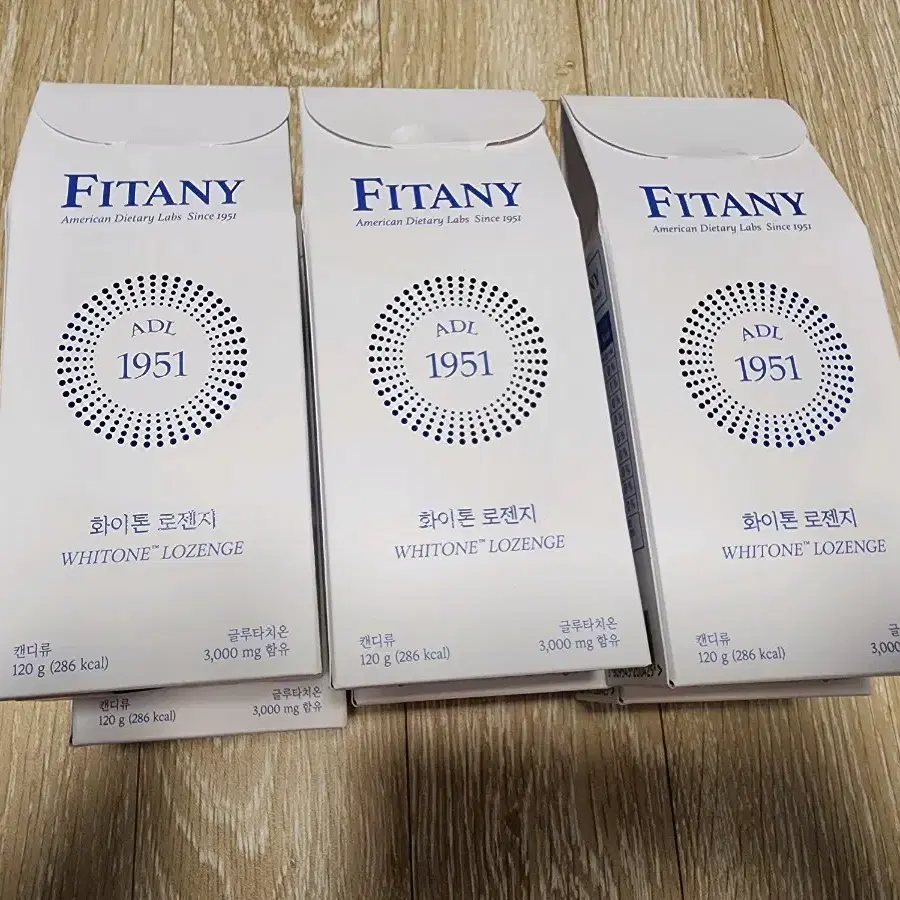 FITANY
American Dietary Labs Since 1951
ADL
1951
화이톤 로젠지
WHITONE™ LOZENGE
캔디류
120 g (286 kcal)
글루타치온
3,000 mg 함유
캔디류
120 g (286 kcal)
글루타치온
3,000 mg 함유
FITANY
American Dietary Labs Since 1951
ADL
1951
화이톤 로젠지
WHITONE™ LOZENGE
캔디류
120 g (286 kcal)
글루타치온
3,000 mg 함유
FITANY
American Dietary Labs Since 1951
ADL
1951
화이톤 로젠지
WHITONE™ LOZENGE
캔디류
120 g (286 kcal)